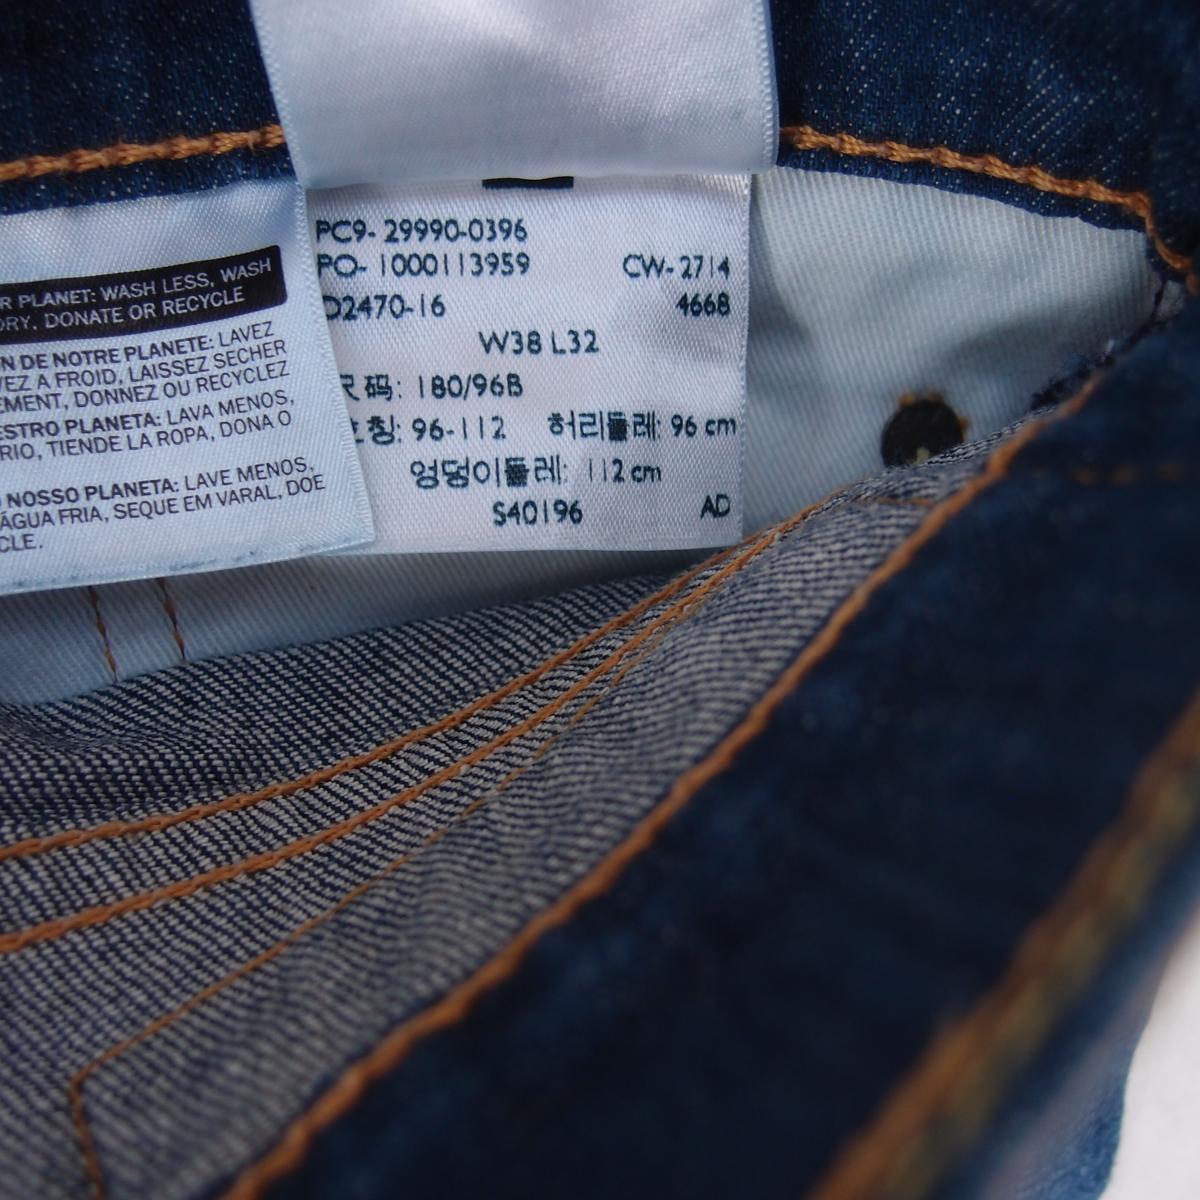 R PLANET: WASH LESS, WASH
DRY. DONATE OR RECYCLE
N DE NOTRE PLANETE: LAVEZ
VEZ A FROID, LAISSEZ SECHER
EMENT, DONNEZ OU RECYCLEZ
ESTRO PLANETA: LAVA MENOS,
RIO, TIENDE LA ROPA, DONA O
O NOSSO PLANETA: LAVE MENOS,
ÁGUA FRIA, SEQUE EM VARAL, DOE
CLE.
PC9- 29990-0396
PO- 1000113959 CW- 2714
D2470-16 4668
W38 L32
尺码: 180/96B
호칭: 96-112 허리둘레: 96 cm
엉덩이둘레: 112 cm
S40196 AD